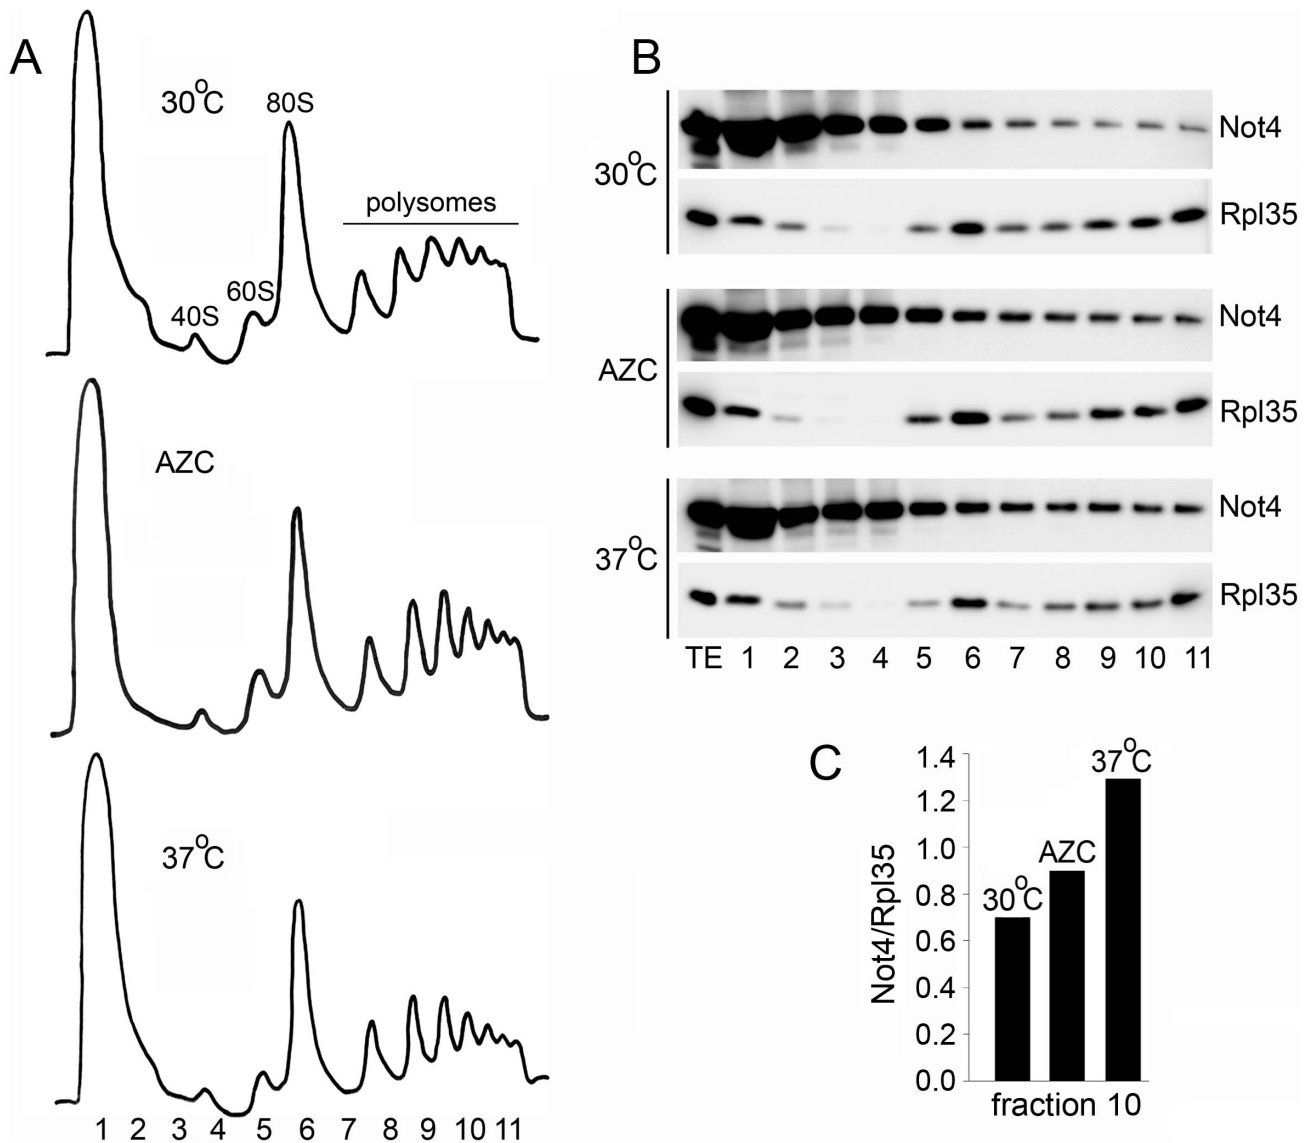 A
30°C
80S
polysomes
60S
40S
AZC
37°C
1 2 3 4 5 6 7 8 9 10 11
B
30°C
Not4
Rpl35
AZC
Not4
Rpl35
37°C
Not4
Rpl35
TE 1 2 3 4 5 6 7 8 9 10 11
C
Not4/Rpl35
1.4
1.2
1.0
0.8
0.6
0.4
0.2
0.0
30°C
AZC
37°C
fraction 10